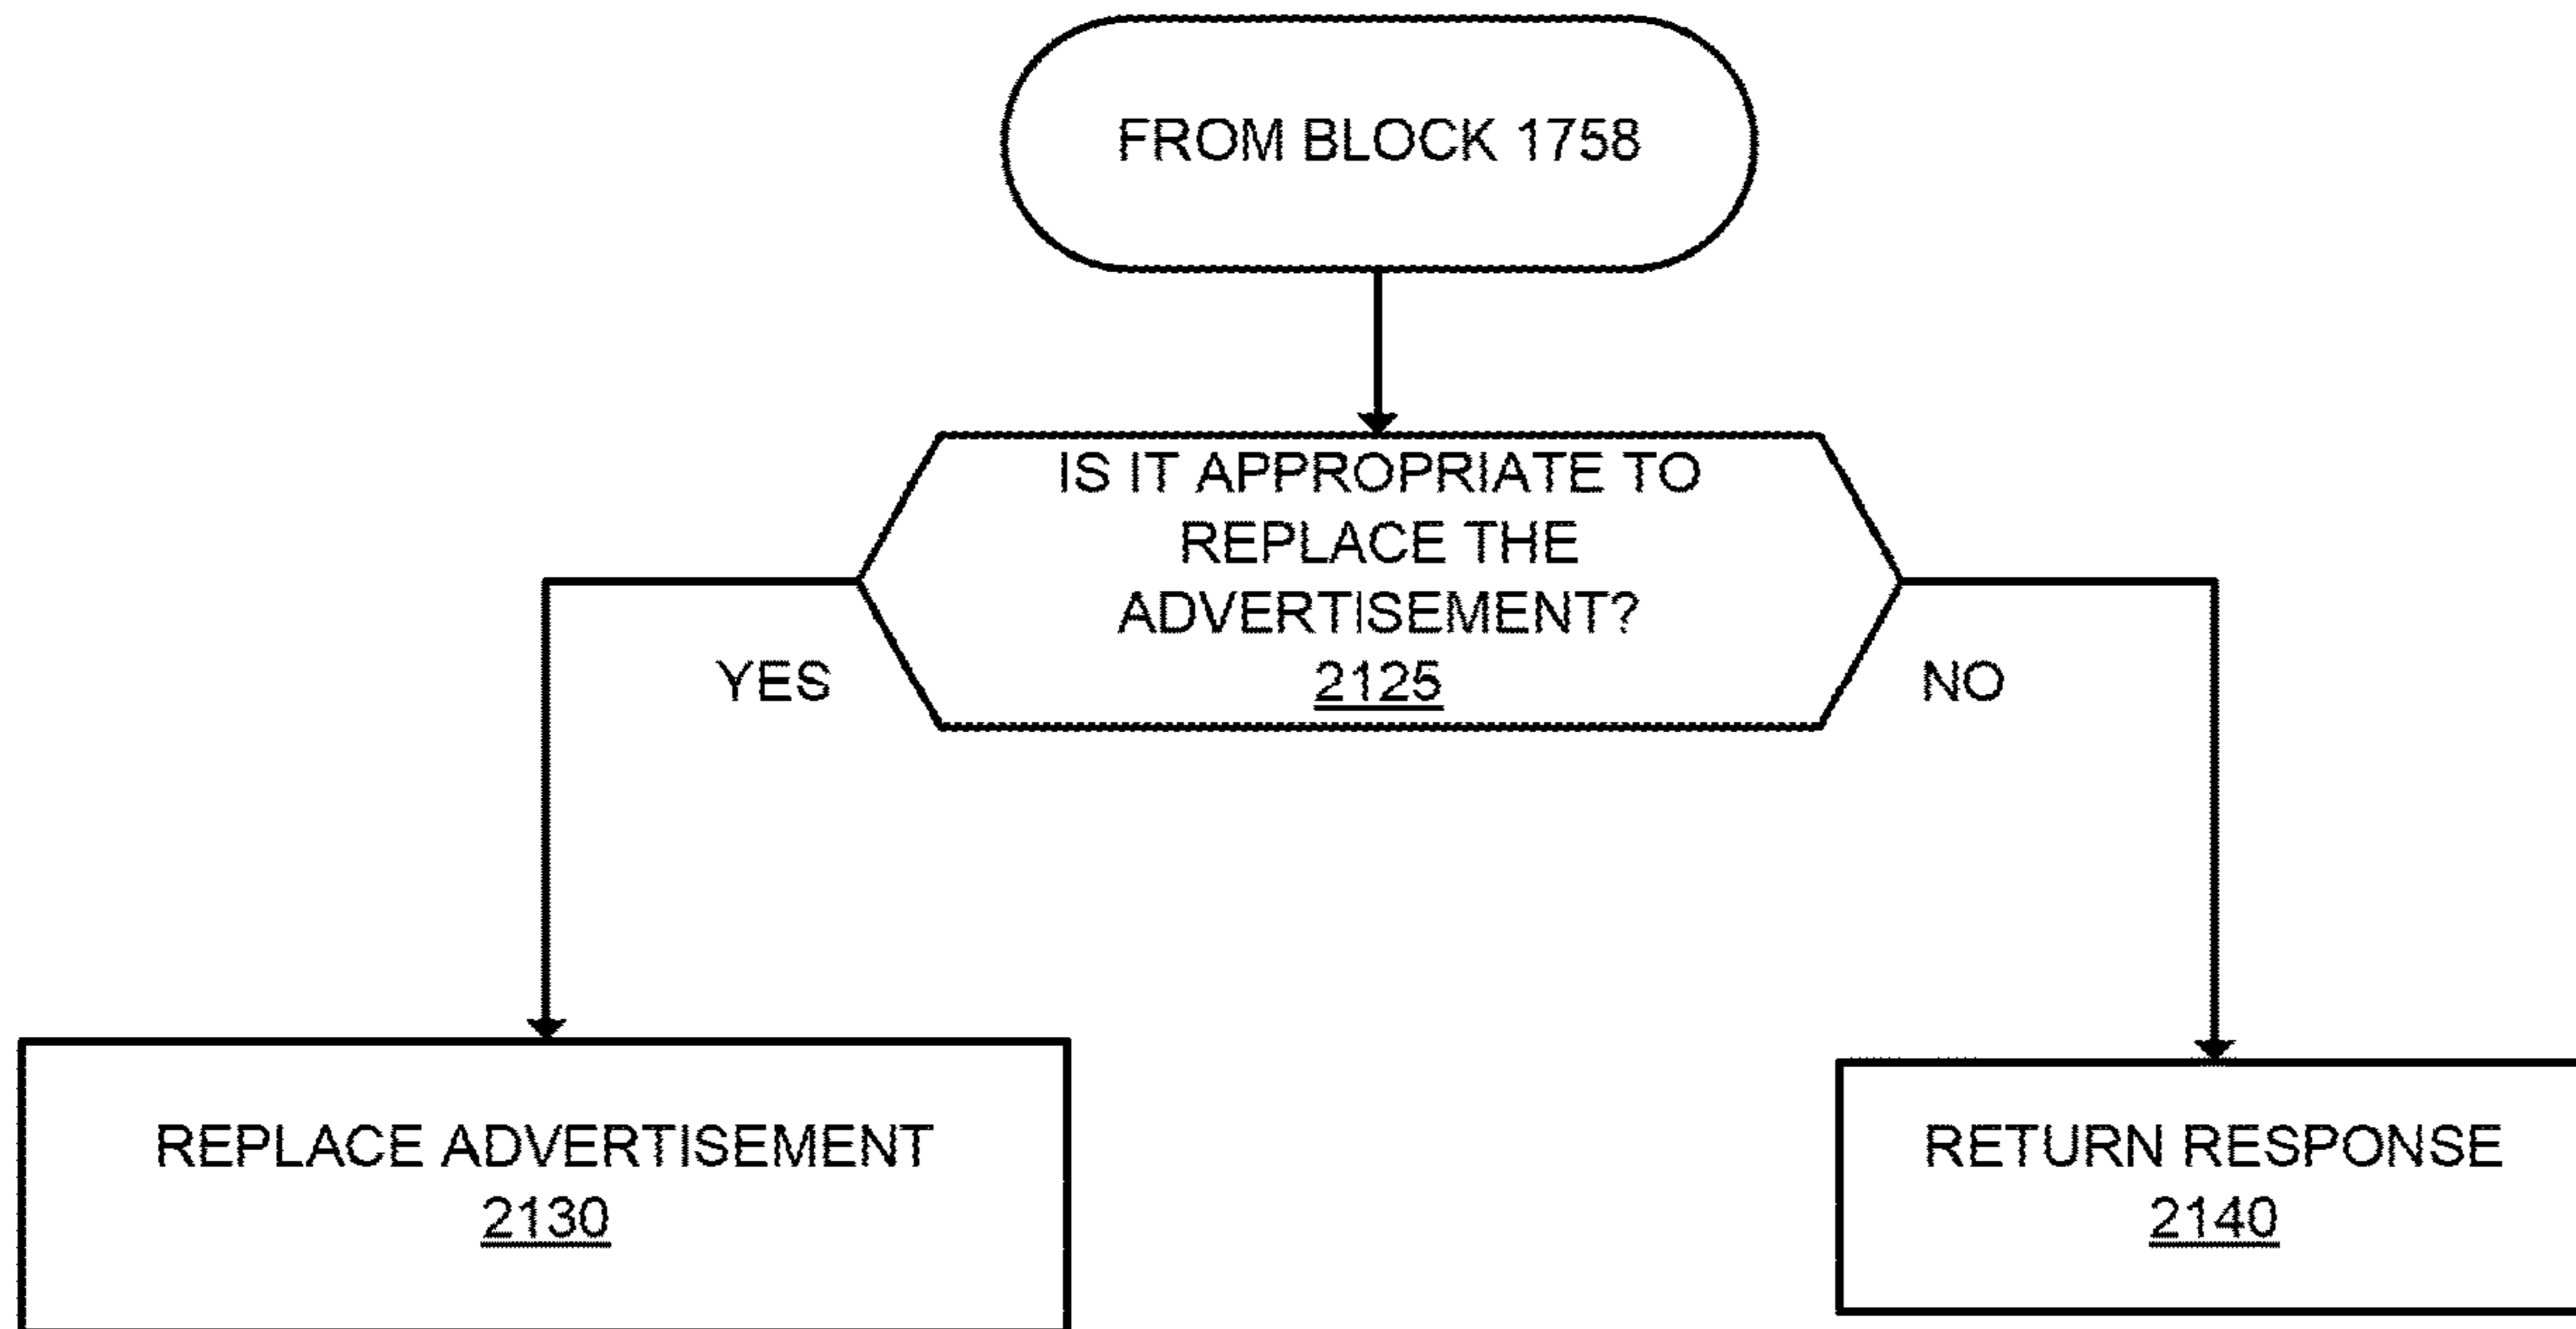 FROM BLOCK 1758
IS IT APPROPRIATE TO
REPLACE THE
ADVERTISEMENT?
2125
YES
NO
REPLACE ADVERTISEMENT
2130
RETURN RESPONSE
2140